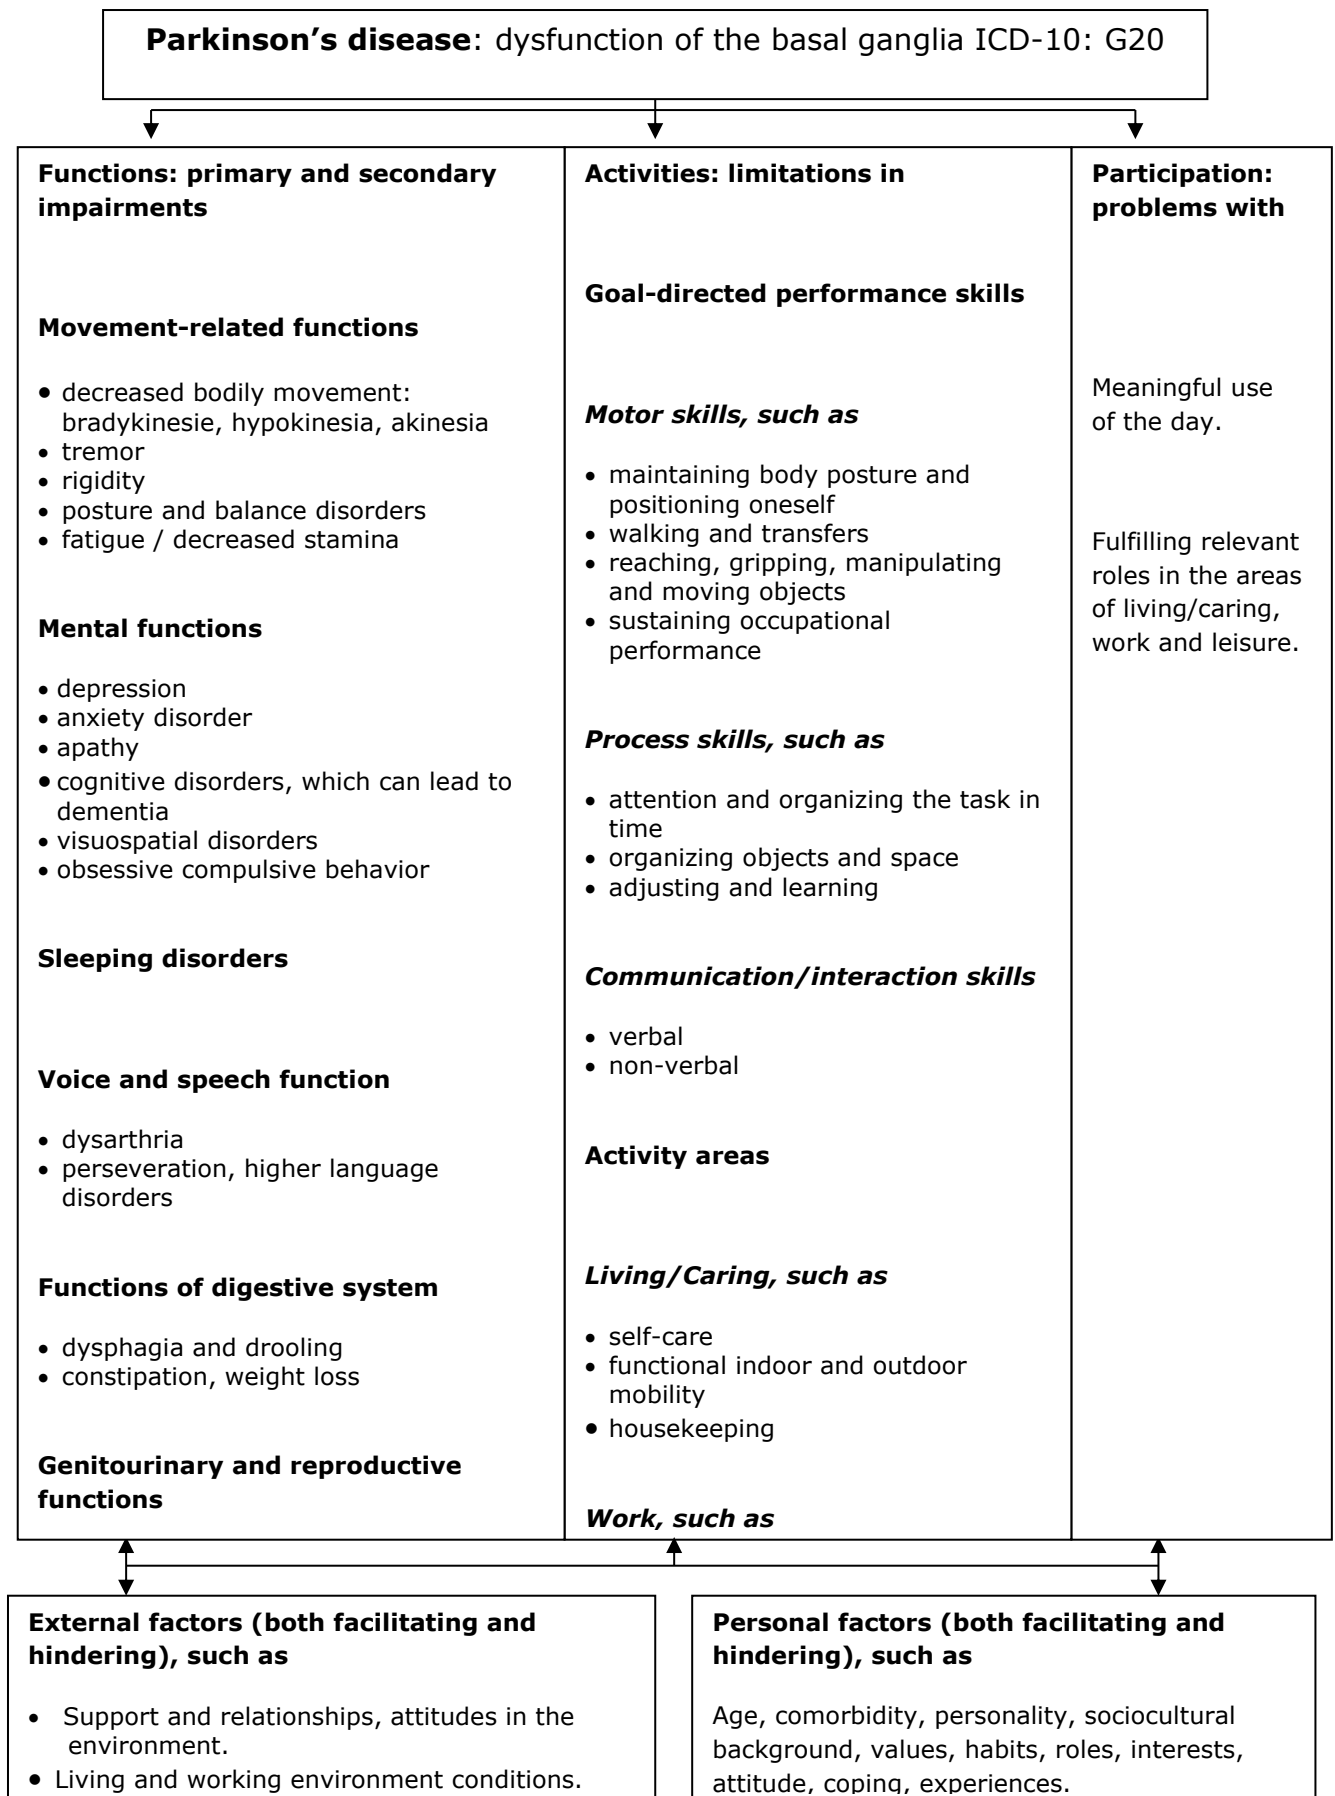 Parkinson’s disease: dysfunction of the basal ganglia ICD-10: G20
Functions: primary and secondary
impairments
Movement-related functions
• decreased bodily movement:
bradykinesie, hypokinesia, akinesia
• tremor
• rigidity
• posture and balance disorders
• fatigue / decreased stamina
Mental functions
• depression
• anxiety disorder
• apathy
• cognitive disorders, which can lead to
dementia
• visuospatial disorders
• obsessive compulsive behavior
Sleeping disorders
Voice and speech function
• dysarthria
• perseveration, higher language
disorders
Functions of digestive system
• dysphagia and drooling
• constipation, weight loss
Genitourinary and reproductive
functions
Activities: limitations in
Goal-directed performance skills
Motor skills, such as
• maintaining body posture and
positioning oneself
• walking and transfers
• reaching, gripping, manipulating
and moving objects
• sustaining occupational
performance
Process skills, such as
• attention and organizing the task in
time
• organizing objects and space
• adjusting and learning
Communication/interaction skills
• verbal
• non-verbal
Activity areas
Living/Caring, such as
• self-care
• functional indoor and outdoor
mobility
• housekeeping
Work, such as
Participation:
problems with
Meaningful use
of the day.
Fulfilling relevant
roles in the areas
of living/caring,
work and leisure.
External factors (both facilitating and
hindering), such as
• Support and relationships, attitudes in the
environment.
• Living and working environment conditions.
Personal factors (both facilitating and
hindering), such as
Age, comorbidity, personality, sociocultural
background, values, habits, roles, interests,
attitude, coping, experiences.